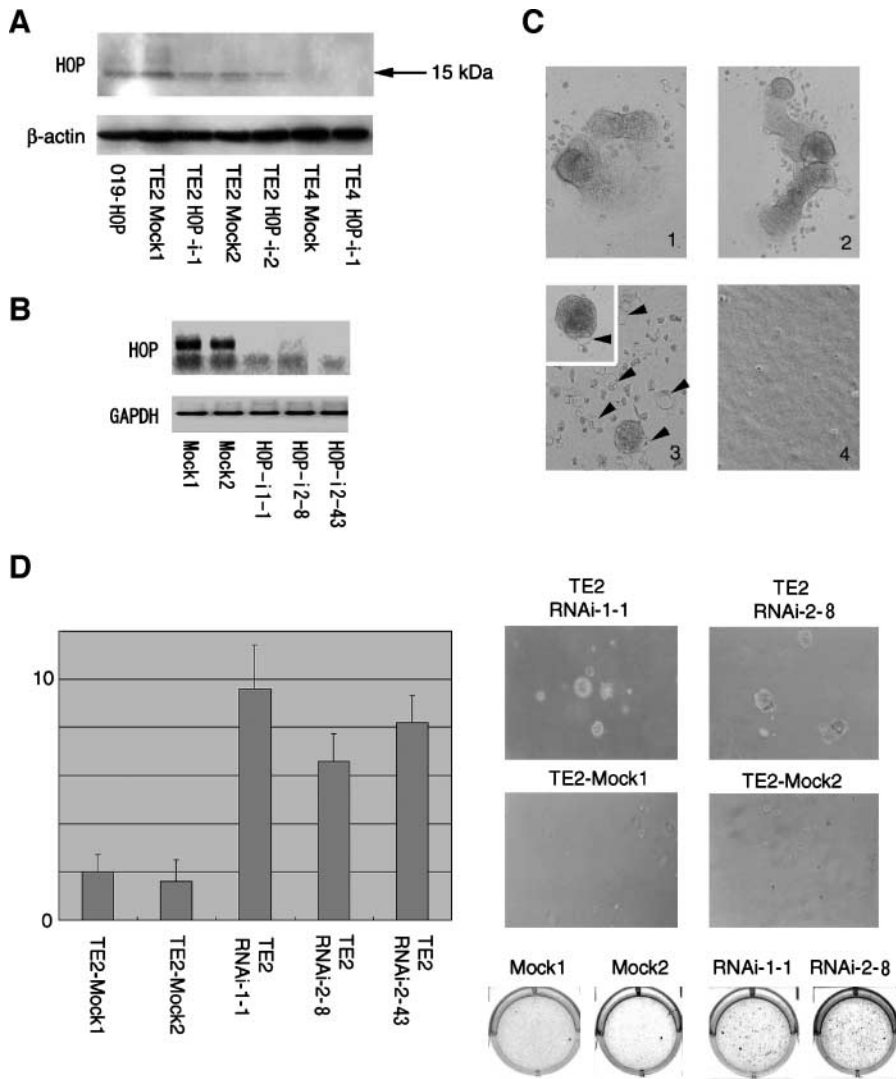 A
HOP
15 kDa
β-actin
019-HOP
TE2 Mock1
TE2 HOP-i-1
TE2 Mock2
TE2 HOP-i-2
TE4 Mock
TE4 HOP-i-1
B
HOP
GAPDH
Mock1
Mock2
HOP-i1-1
HOP-i2-8
HOP-i2-43
C
1
2
3
4
D
10
0
TE2-Mock1
TE2-Mock2
TE2
RNAi-1-1
TE2
RNAi-2-8
TE2
RNAi-2-43
TE2
RNAi-1-1
TE2
RNAi-2-8
TE2-Mock1
TE2-Mock2
Mock1
Mock2
RNAi-1-1
RNAi-2-8